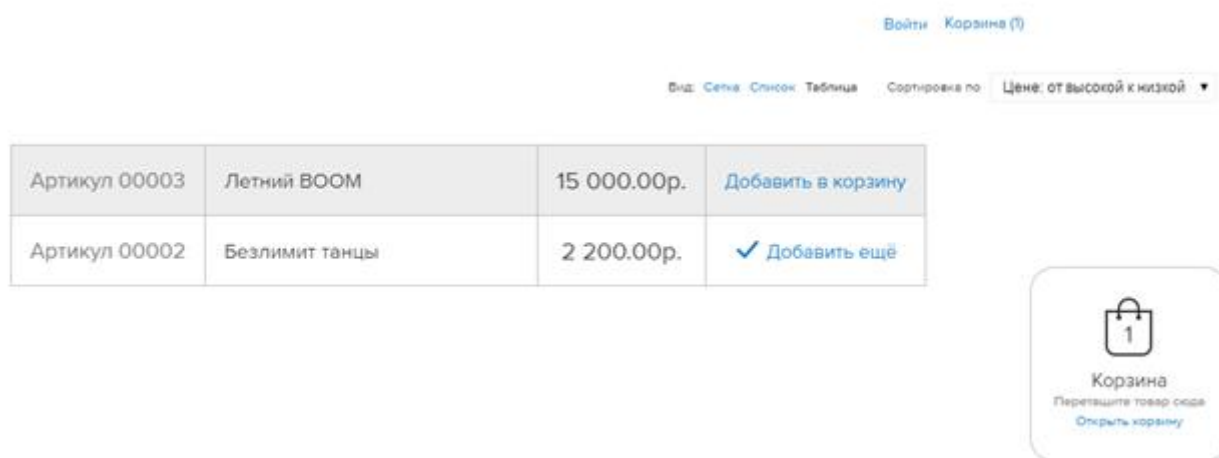 Войти Корзина (1)
Вид: Сетка Список Таблица Сортировка по Цене: от высокой к низкой
Артикул 00003 Летний BOOM 15 000.00р. Добавить в корзину
Артикул 00002 Безлимит танцы 2 200.00р. Добавить ещё
1
Корзина
Перетащите товар сюда
Открыть корзину